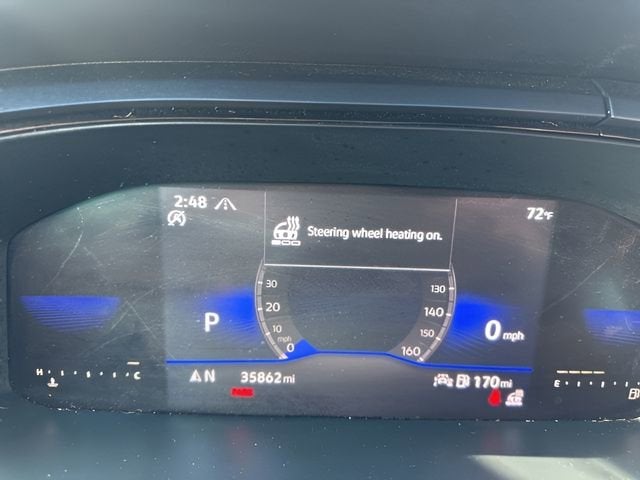 2:48
72°F
Steering wheel heating on.
30
20
10
mph
0
130
140
150
160
P
0 mph
H
C
N
35862 mi
170 mi
E
PARK